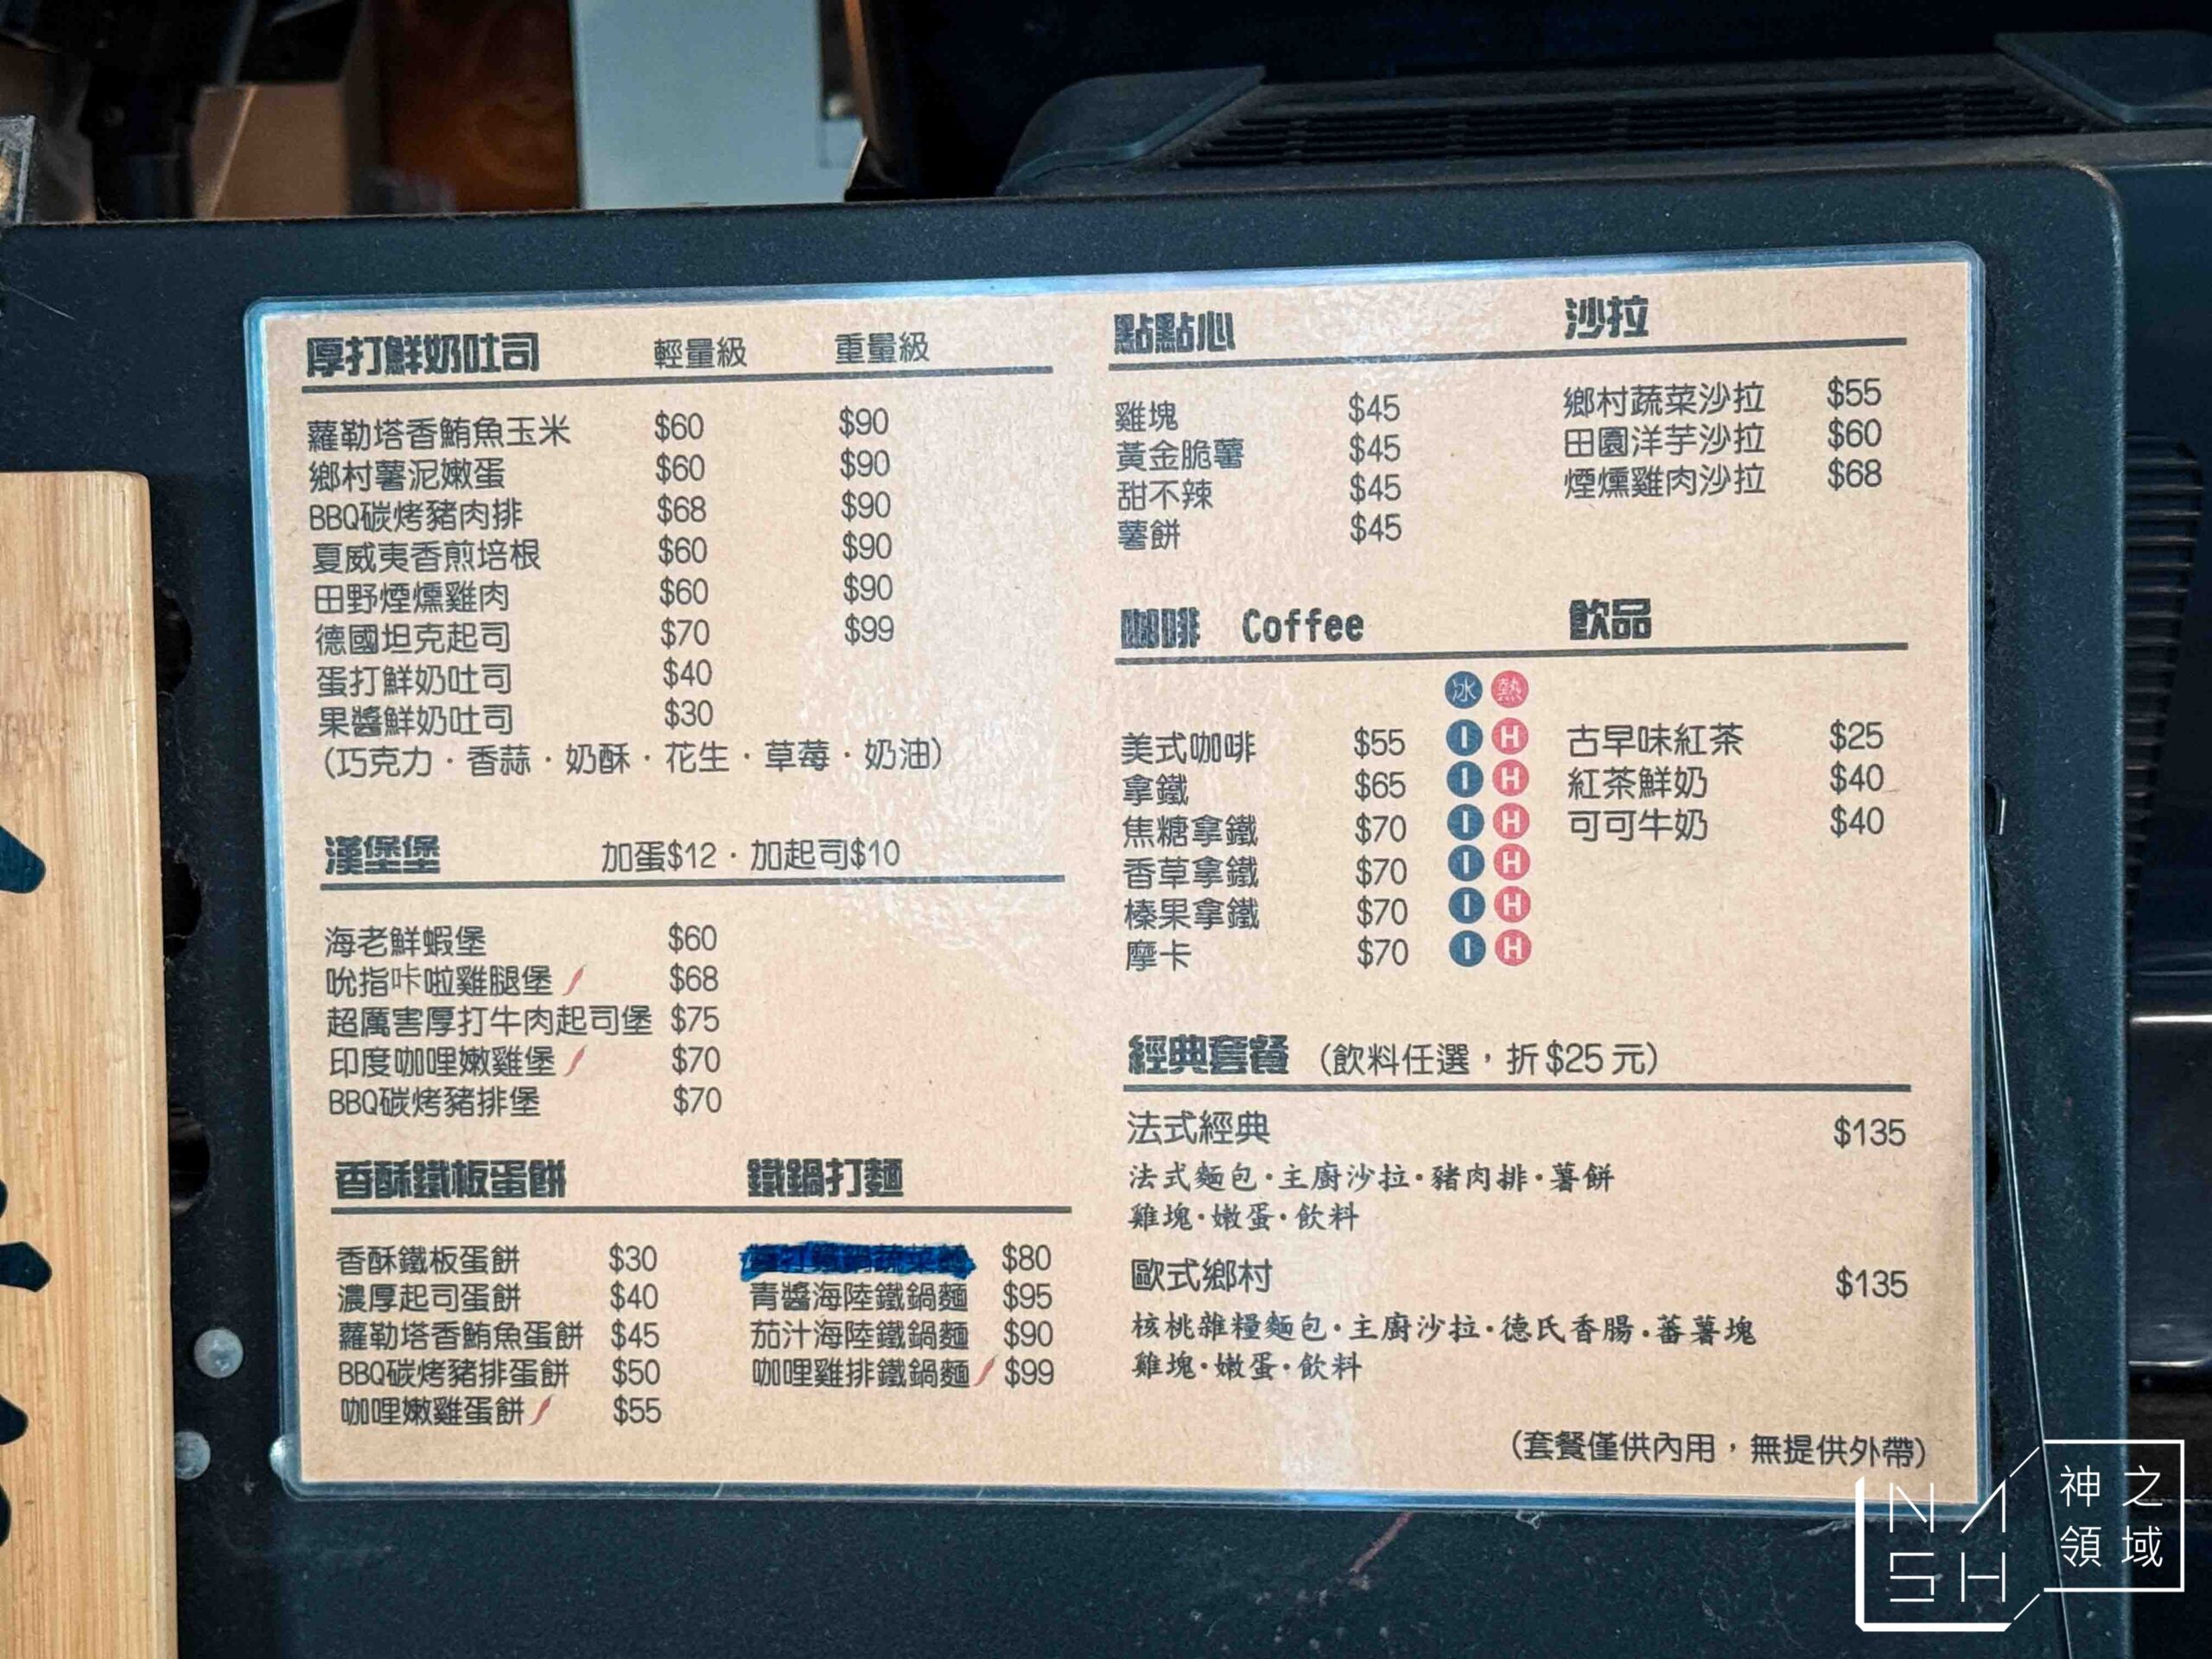 厚打鮮奶吐司 輕量級 重量級
蘿勒塔香鮪魚玉米 $60 $90
鄉村薯泥嫩蛋 $60 $90
BBQ碳烤豬肉排 $68 $90
夏威夷香煎培根 $60 $90
田野煙燻雞肉 $60 $90
德國坦克起司 $70 $99
蛋打鮮奶吐司 $40
果醬鮮奶吐司 $30
(巧克力·香蒜·奶酥·花生·草莓·奶油)
漢堡堡 加蛋$12·加起司$10
海老鮮蝦堡 $60
吮指咔啦雞腿堡 $68
超厲害厚打牛肉起司堡 $75
印度咖哩嫩雞堡 $70
BBQ碳烤豬排堡 $70
香酥鐵板蛋餅
香酥鐵板蛋餅 $30
濃厚起司蛋餅 $40
蘿勒塔香鮪魚蛋餅 $45
BBQ碳烤豬排蛋餅 $50
咖哩嫩雞蛋餅 $55
鐵鍋打麵
$80
青醬海陸鐵鍋麵 $95
茄汁海陸鐵鍋麵 $90
咖哩雞排鐵鍋麵 $99
點點心
雞塊 $45
黃金脆薯 $45
甜不辣 $45
薯餅 $45
沙拉
鄉村蔬菜沙拉 $55
田園洋芋沙拉 $60
煙燻雞肉沙拉 $68
咖啡 Coffee
冰 熱
美式咖啡 $55 I H
拿鐵 $65 I H
焦糖拿鐵 $70 I H
香草拿鐵 $70 I H
榛果拿鐵 $70 I H
摩卡 $70 I H
飲品
古早味紅茶 $25
紅茶鮮奶 $40
可可牛奶 $40
經典套餐 (飲料任選，折$25元)
法式經典 $135
法式麵包·主廚沙拉·豬肉排·薯餅
雞塊·嫩蛋·飲料
歐式鄉村 $135
核桃雜糧麵包·主廚沙拉·德氏香腸·蕃薯塊
雞塊·嫩蛋·飲料
(套餐僅供內用，無提供外帶)
NASH
神之領域